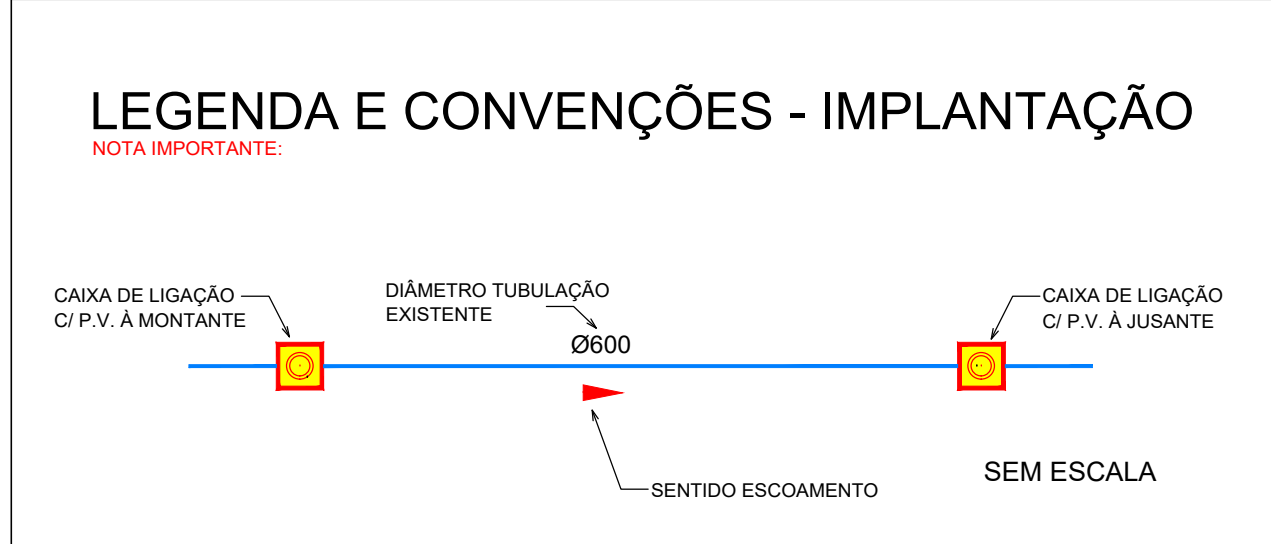 LEGENDA E CONVENÇÕES - IMPLANTAÇÃO
NOTA IMPORTANTE:
CAIXA DE LIGAÇÃO
C/ P.V. À MONTANTE
DIÂMETRO TUBULAÇÃO
EXISTENTE
Ø600
CAIXA DE LIGAÇÃO
C/ P.V. À JUSANTE
SENTIDO ESCOAMENTO
SEM ESCALA